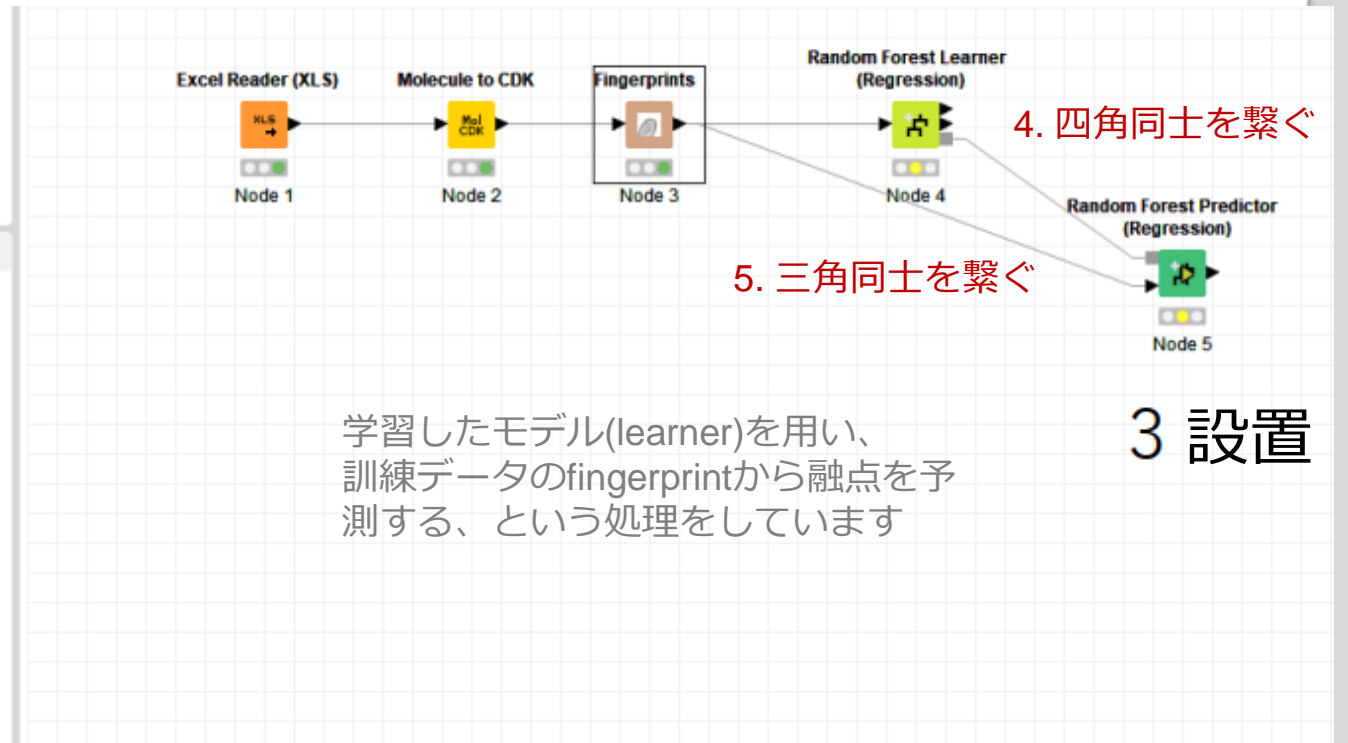 Random Forest Learner
(Regression)
Excel Reader (XLS)
Molecule to CDK
Fingerprints
XLS
Mol
CDK
4. 四角同士を繋ぐ
Node 1
Node 2
Node 3
Node 4
Random Forest Predictor
(Regression)
5. 三角同士を繋ぐ
Node 5
学習したモデル(learner)を用い、
訓練データのfingerprintから融点を予
測する、という処理をしています
3 設置